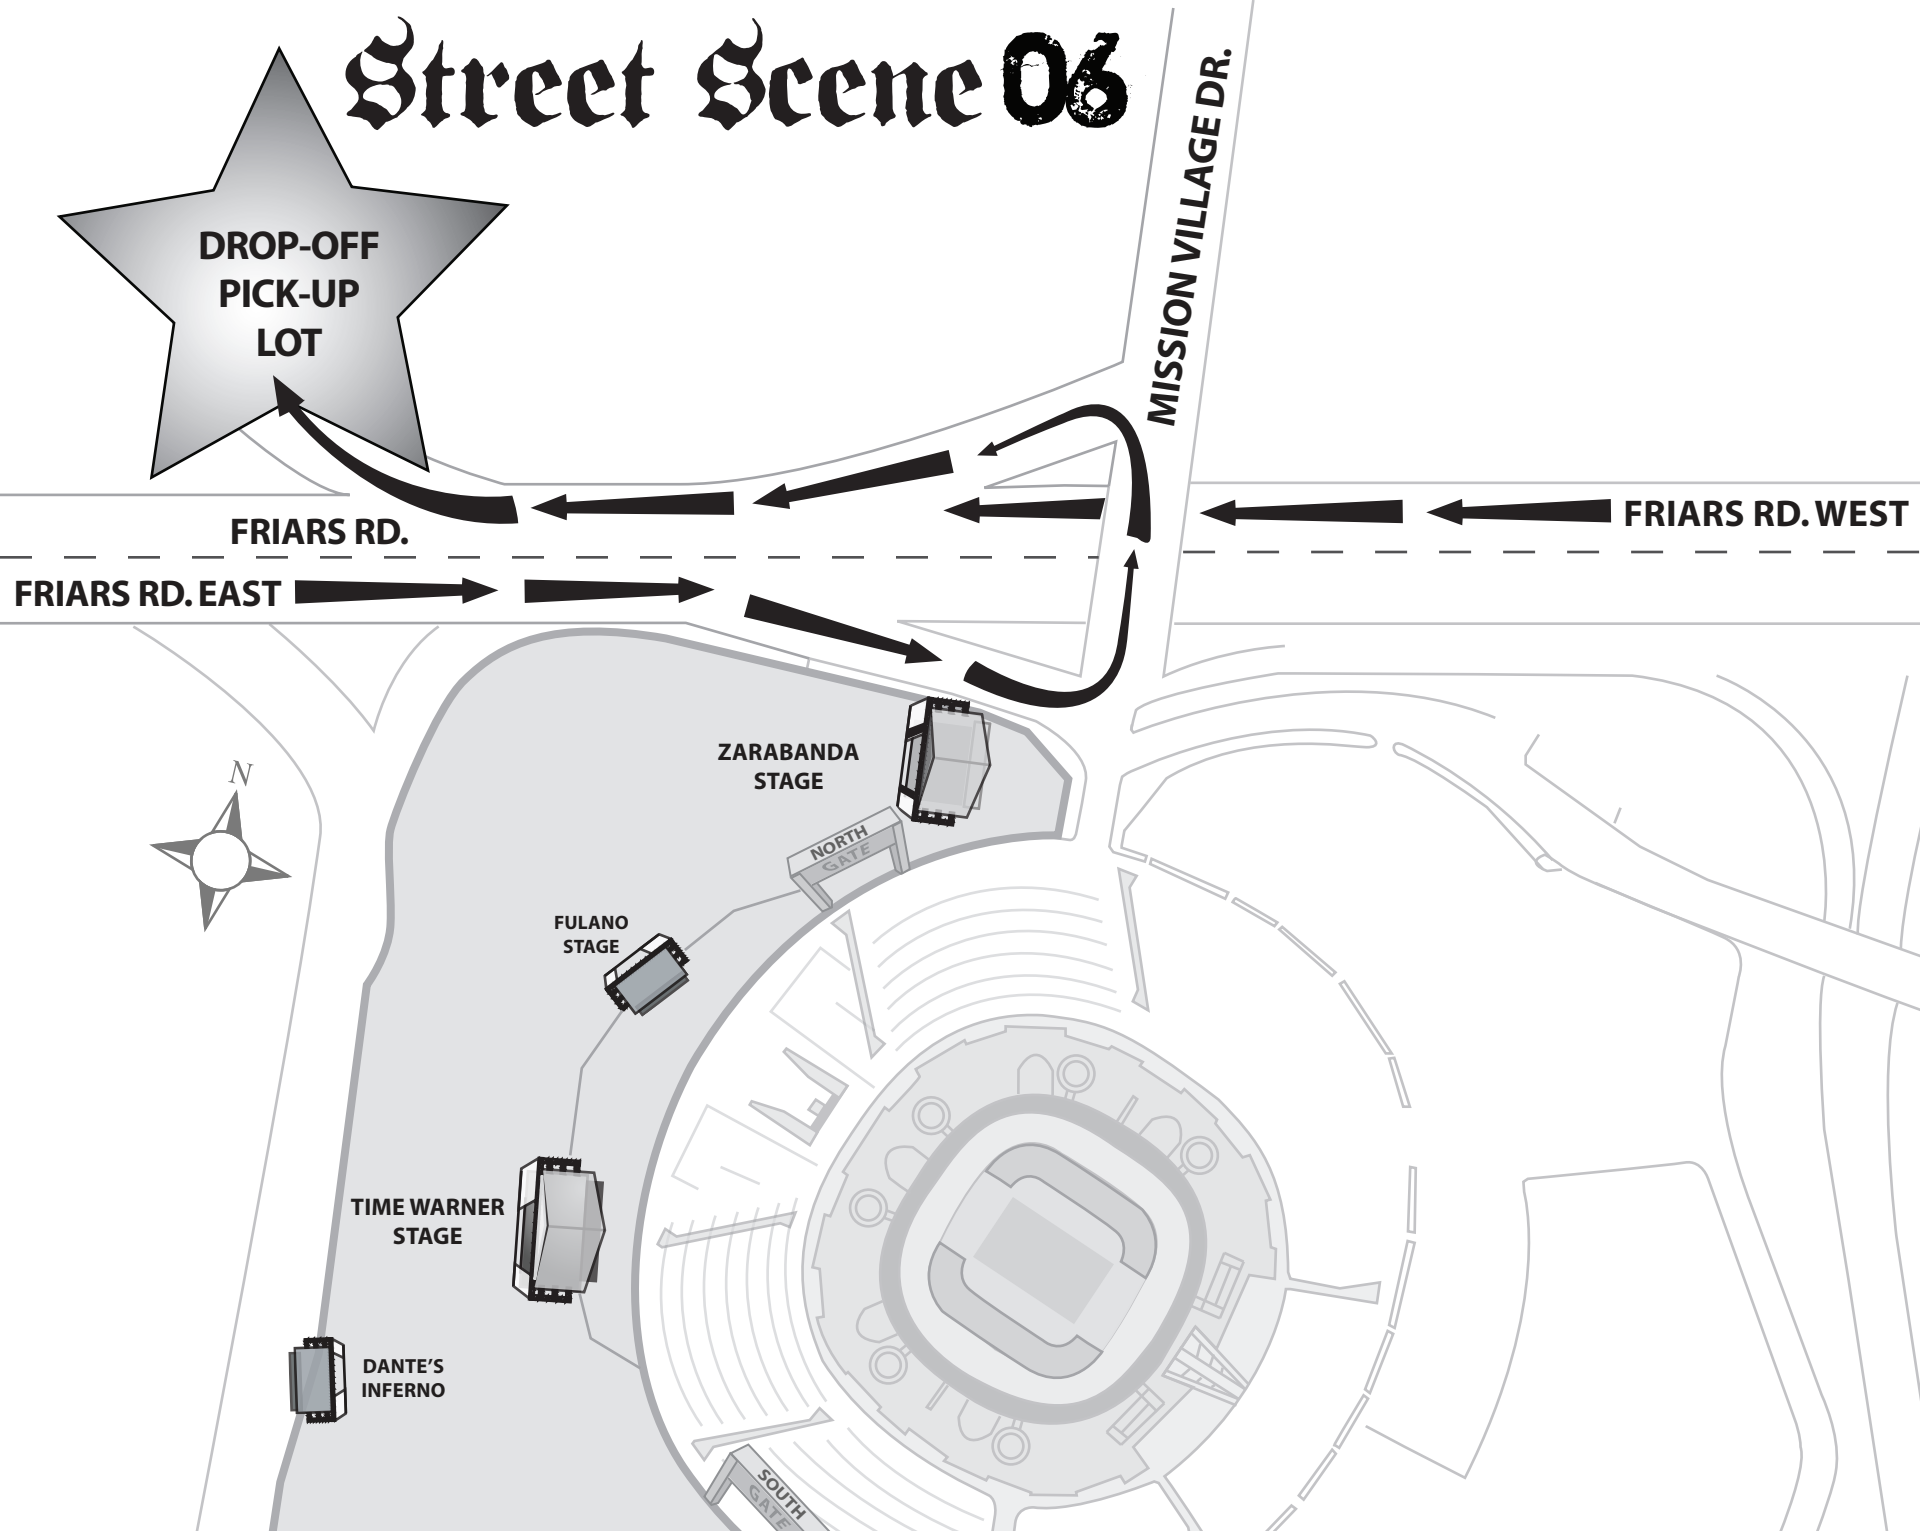 Street Scene 06
MISSION VILLAGE DR.
DROP-OFF
PICK-UP
LOT
FRIARS RD. WEST
FRIARS RD.
FRIARS RD. EAST
ZARABANDA
STAGE
N
NORTH
GATE
FULANO
STAGE
TIME WARNER
STAGE
DANTE'S
INFERNO
SOUTH
GATE